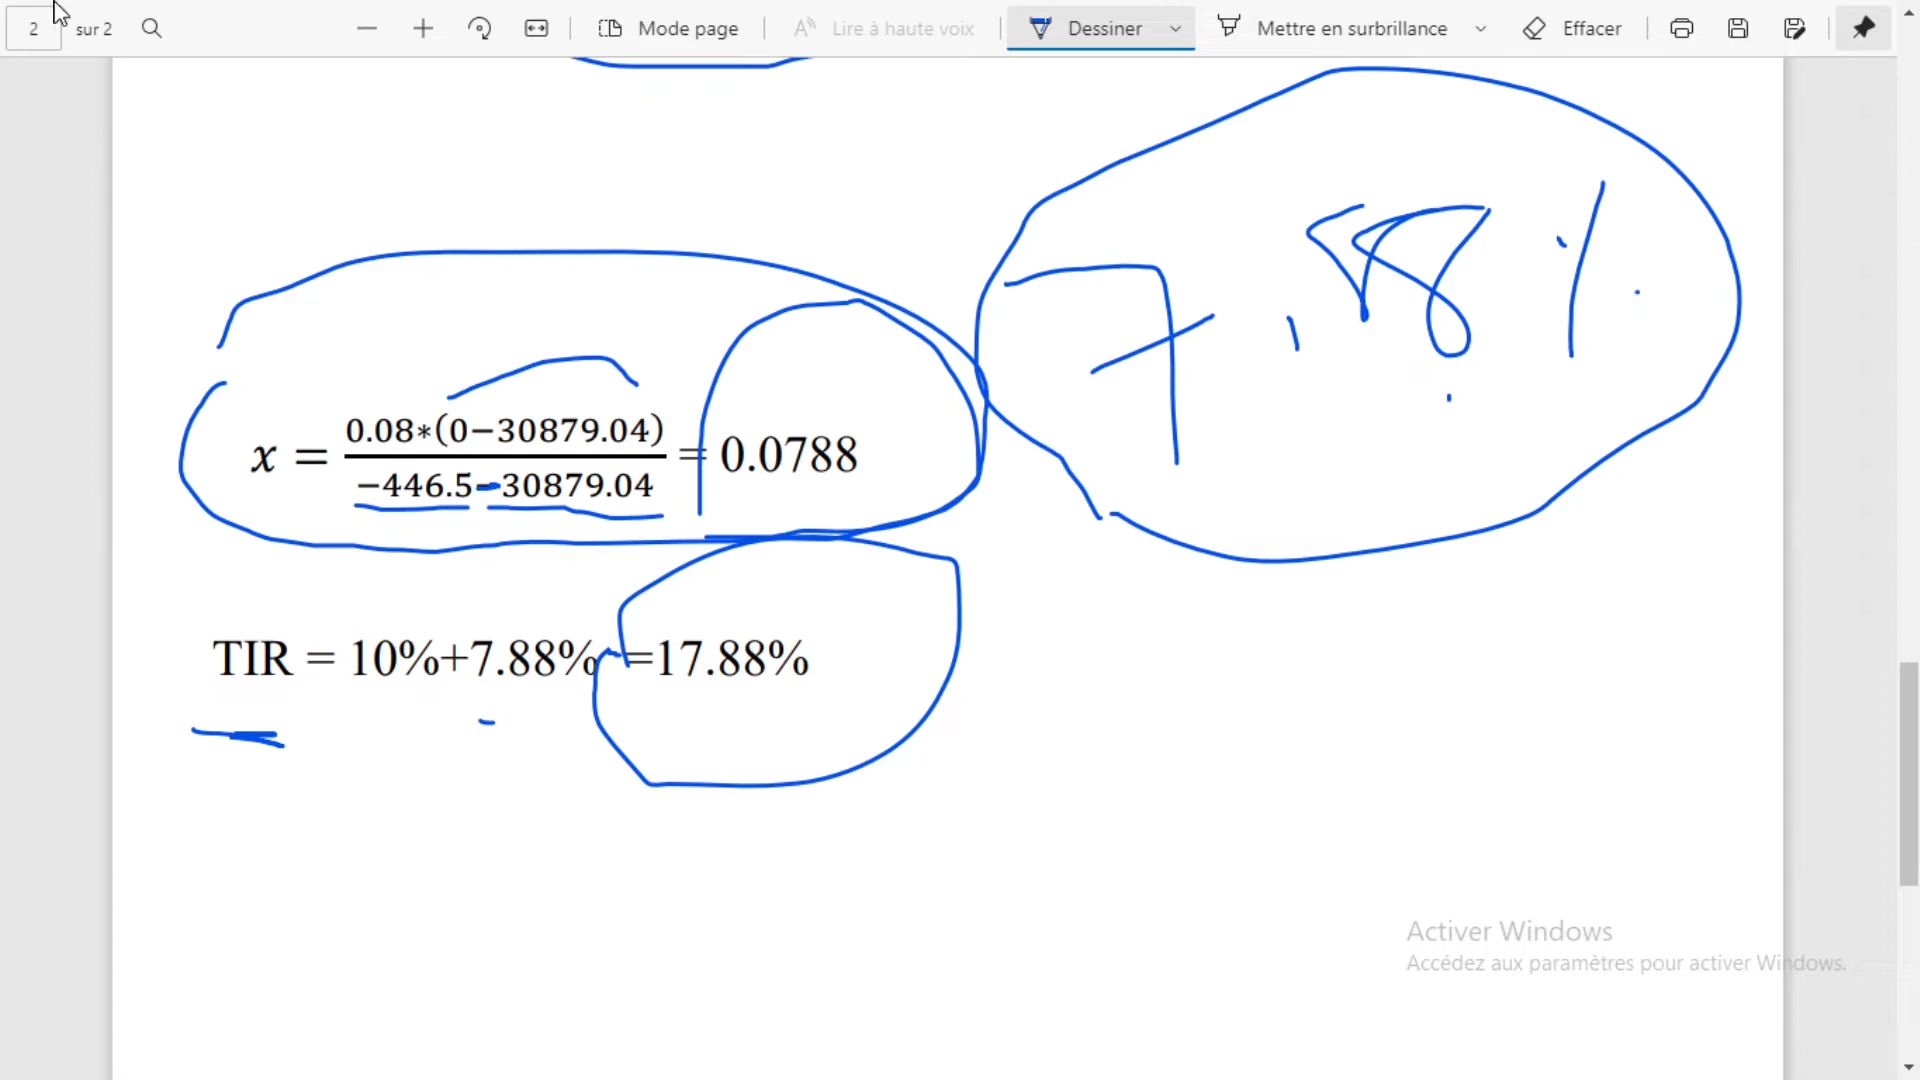 2 sur 2 Mode page Lire à haute voix Dessiner Mettre en surbrillance Effacer
7,88%
x = 0.08*(0−30879.04) / −446.5−30879.04 = 0.0788
TIR = 10%+7.88% =17.88%
Activer Windows
Accédez aux paramètres pour activer Windows.